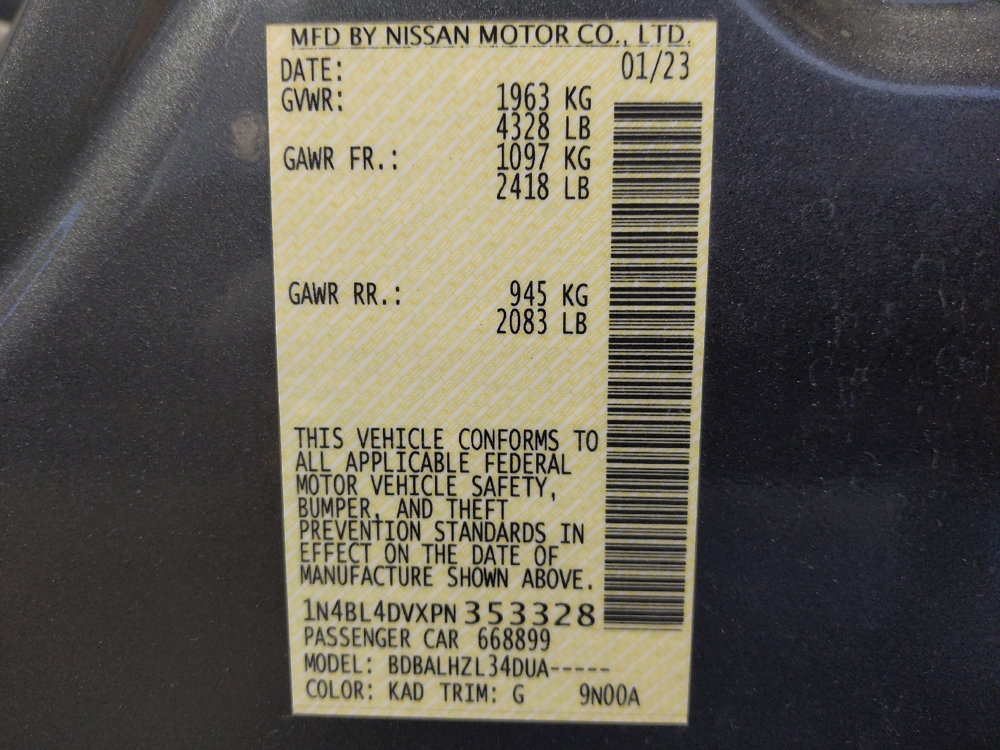 MFD BY NISSAN MOTOR CO., LTD.
DATE: 01/23
GVWR: 1963 KG
4328 LB
GAWR FR.: 1097 KG
2418 LB
GAWR RR.: 945 KG
2083 LB
THIS VEHICLE CONFORMS TO
ALL APPLICABLE FEDERAL
MOTOR VEHICLE SAFETY,
BUMPER, AND THEFT
PREVENTION STANDARDS IN
EFFECT ON THE DATE OF
MANUFACTURE SHOWN ABOVE.
1N4BL4DVXPN353328
PASSENGER CAR 668899
MODEL: BDBALHZL34DUA-----
COLOR: KAD TRIM: G 9N00A